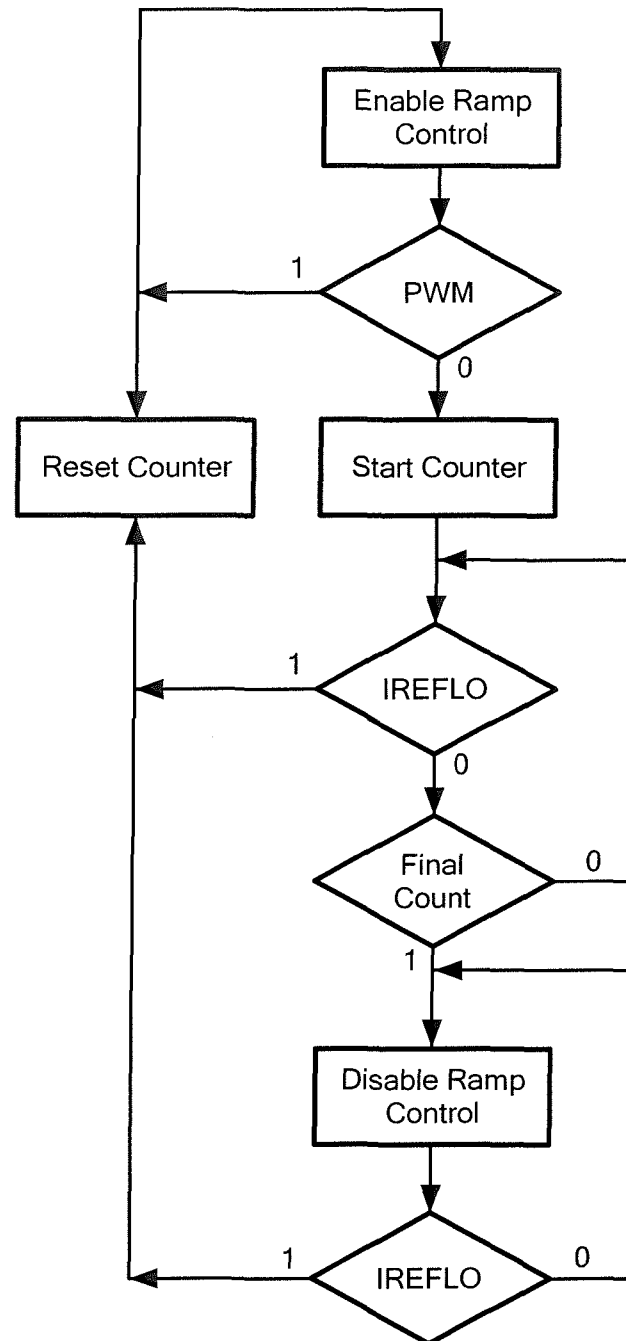 Enable Ramp
Control
1
PWM
0
Reset Counter
Start Counter
1
IREFLO
0
Final
Count
0
1
Disable Ramp
Control
1
IREFLO
0